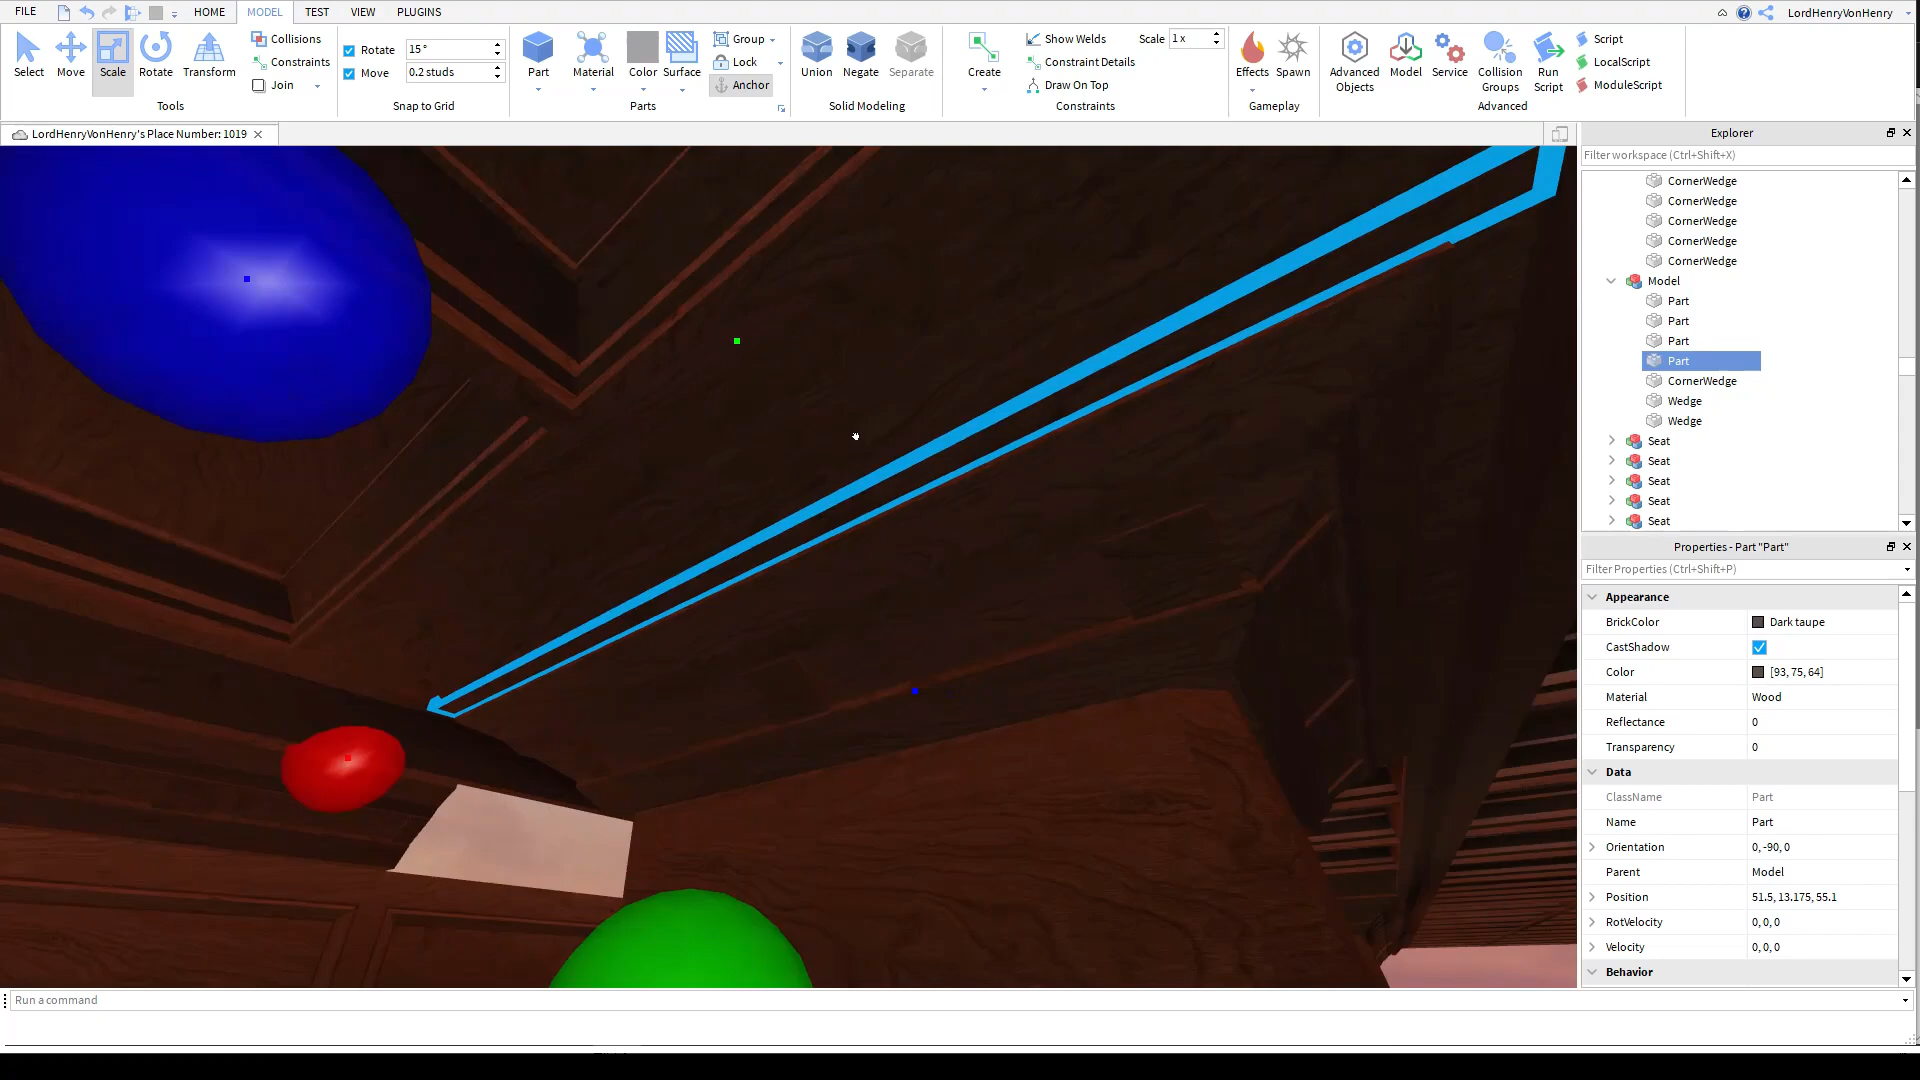 FILE HOME MODEL TEST VIEW PLUGINS LordHenryVonHenry
Select Move Scale Rotate Transform
Collisions
Constraints
Join
Tools
Rotate 15°
Move 0.2 studs
Snap to Grid
Part Material Color Surface
Group
Lock
Anchor
Parts
Union Negate Separate
Solid Modeling
Create
Show Welds Scale 1x
Constraint Details
Draw On Top
Constraints
Effects Spawn
Gameplay
Advanced Objects Model Service Collision Groups Run Script
Script
LocalScript
ModuleScript
Advanced
LordHenryVonHenry's Place Number: 1019
Explorer
Filter workspace (Ctrl+Shift+X)
CornerWedge
CornerWedge
CornerWedge
CornerWedge
CornerWedge
Model
Part
Part
Part
Part
CornerWedge
Wedge
Wedge
Seat
Seat
Seat
Seat
Seat
Properties - Part "Part"
Filter Properties (Ctrl+Shift+P)
Appearance
BrickColor Dark taupe
CastShadow
Color [93, 75, 64]
Material Wood
Reflectance 0
Transparency 0
Data
ClassName Part
Name Part
Orientation 0, -90, 0
Parent Model
Position 51.5, 13.175, 55.1
RotVelocity 0, 0, 0
Velocity 0, 0, 0
Behavior
Run a command